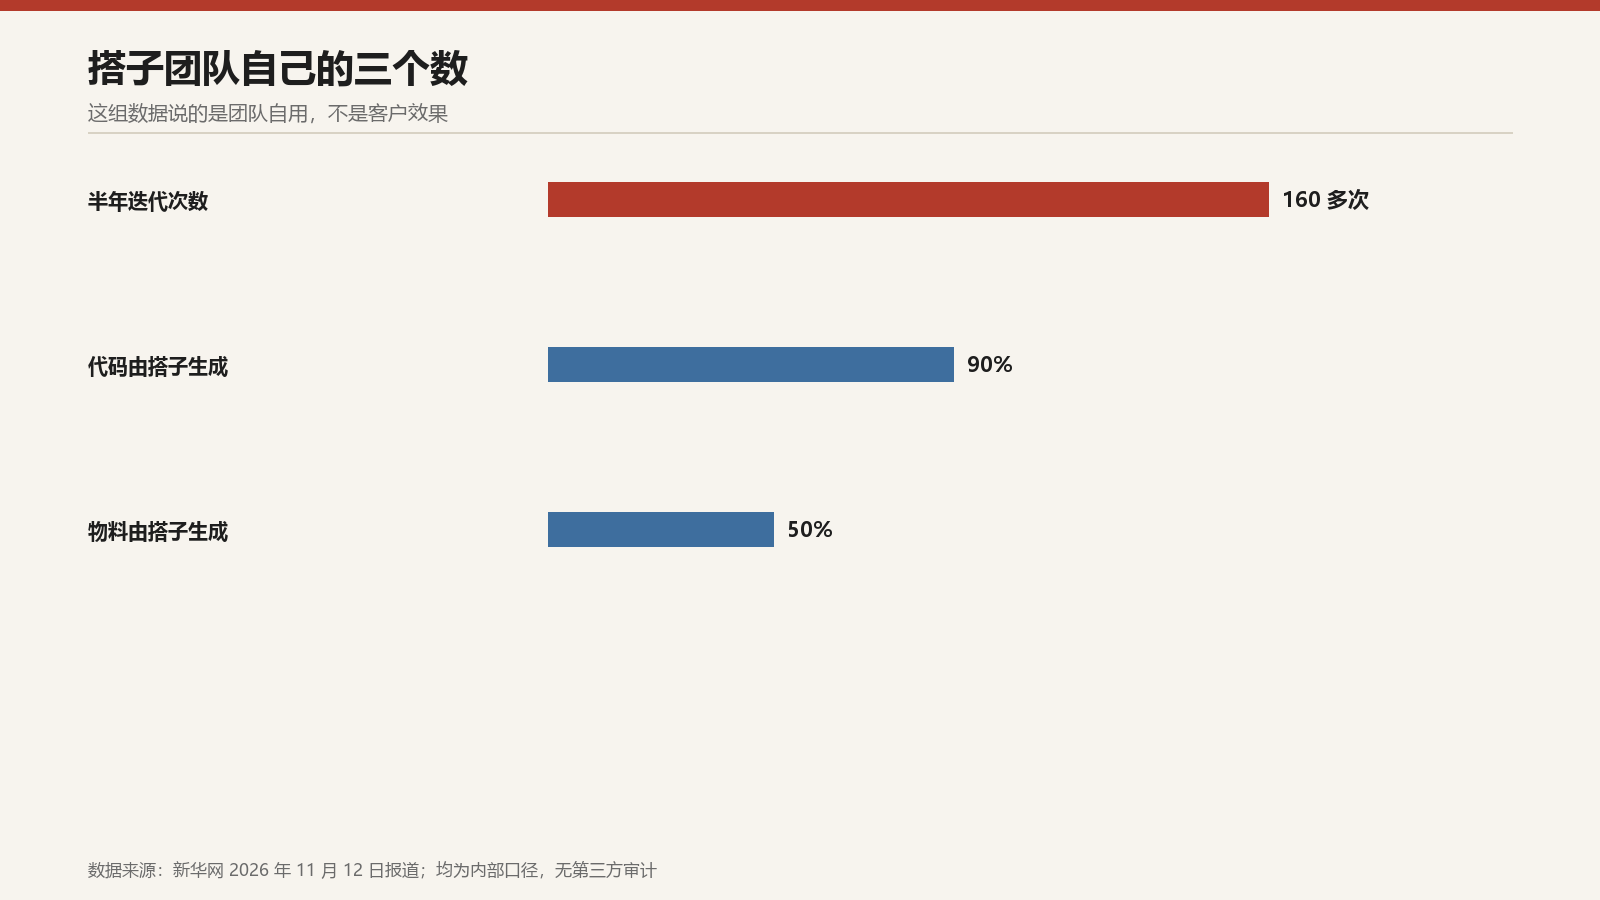 搭子团队自己的三个数
这组数据说的是团队自用，不是客户效果
半年迭代次数
160 多次
代码由搭子生成
90%
物料由搭子生成
50%
数据来源：新华网 2026 年 11 月 12 日报道；均为内部口径，无第三方审计